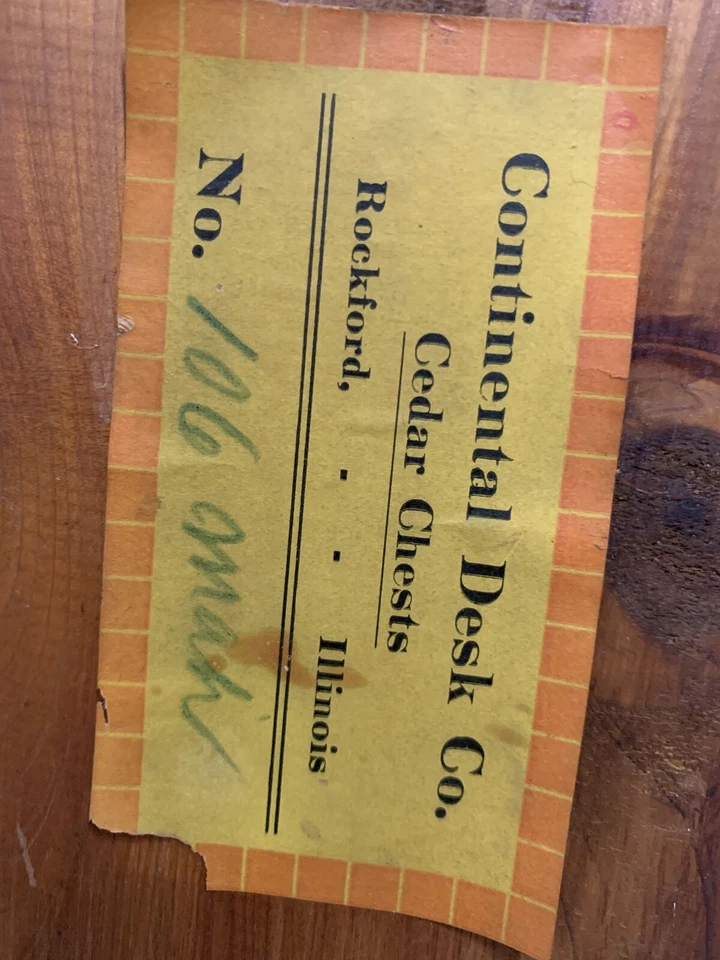 Continental Desk Co.
Cedar Chests
Rockford, - - Illinois
No. 106 mah